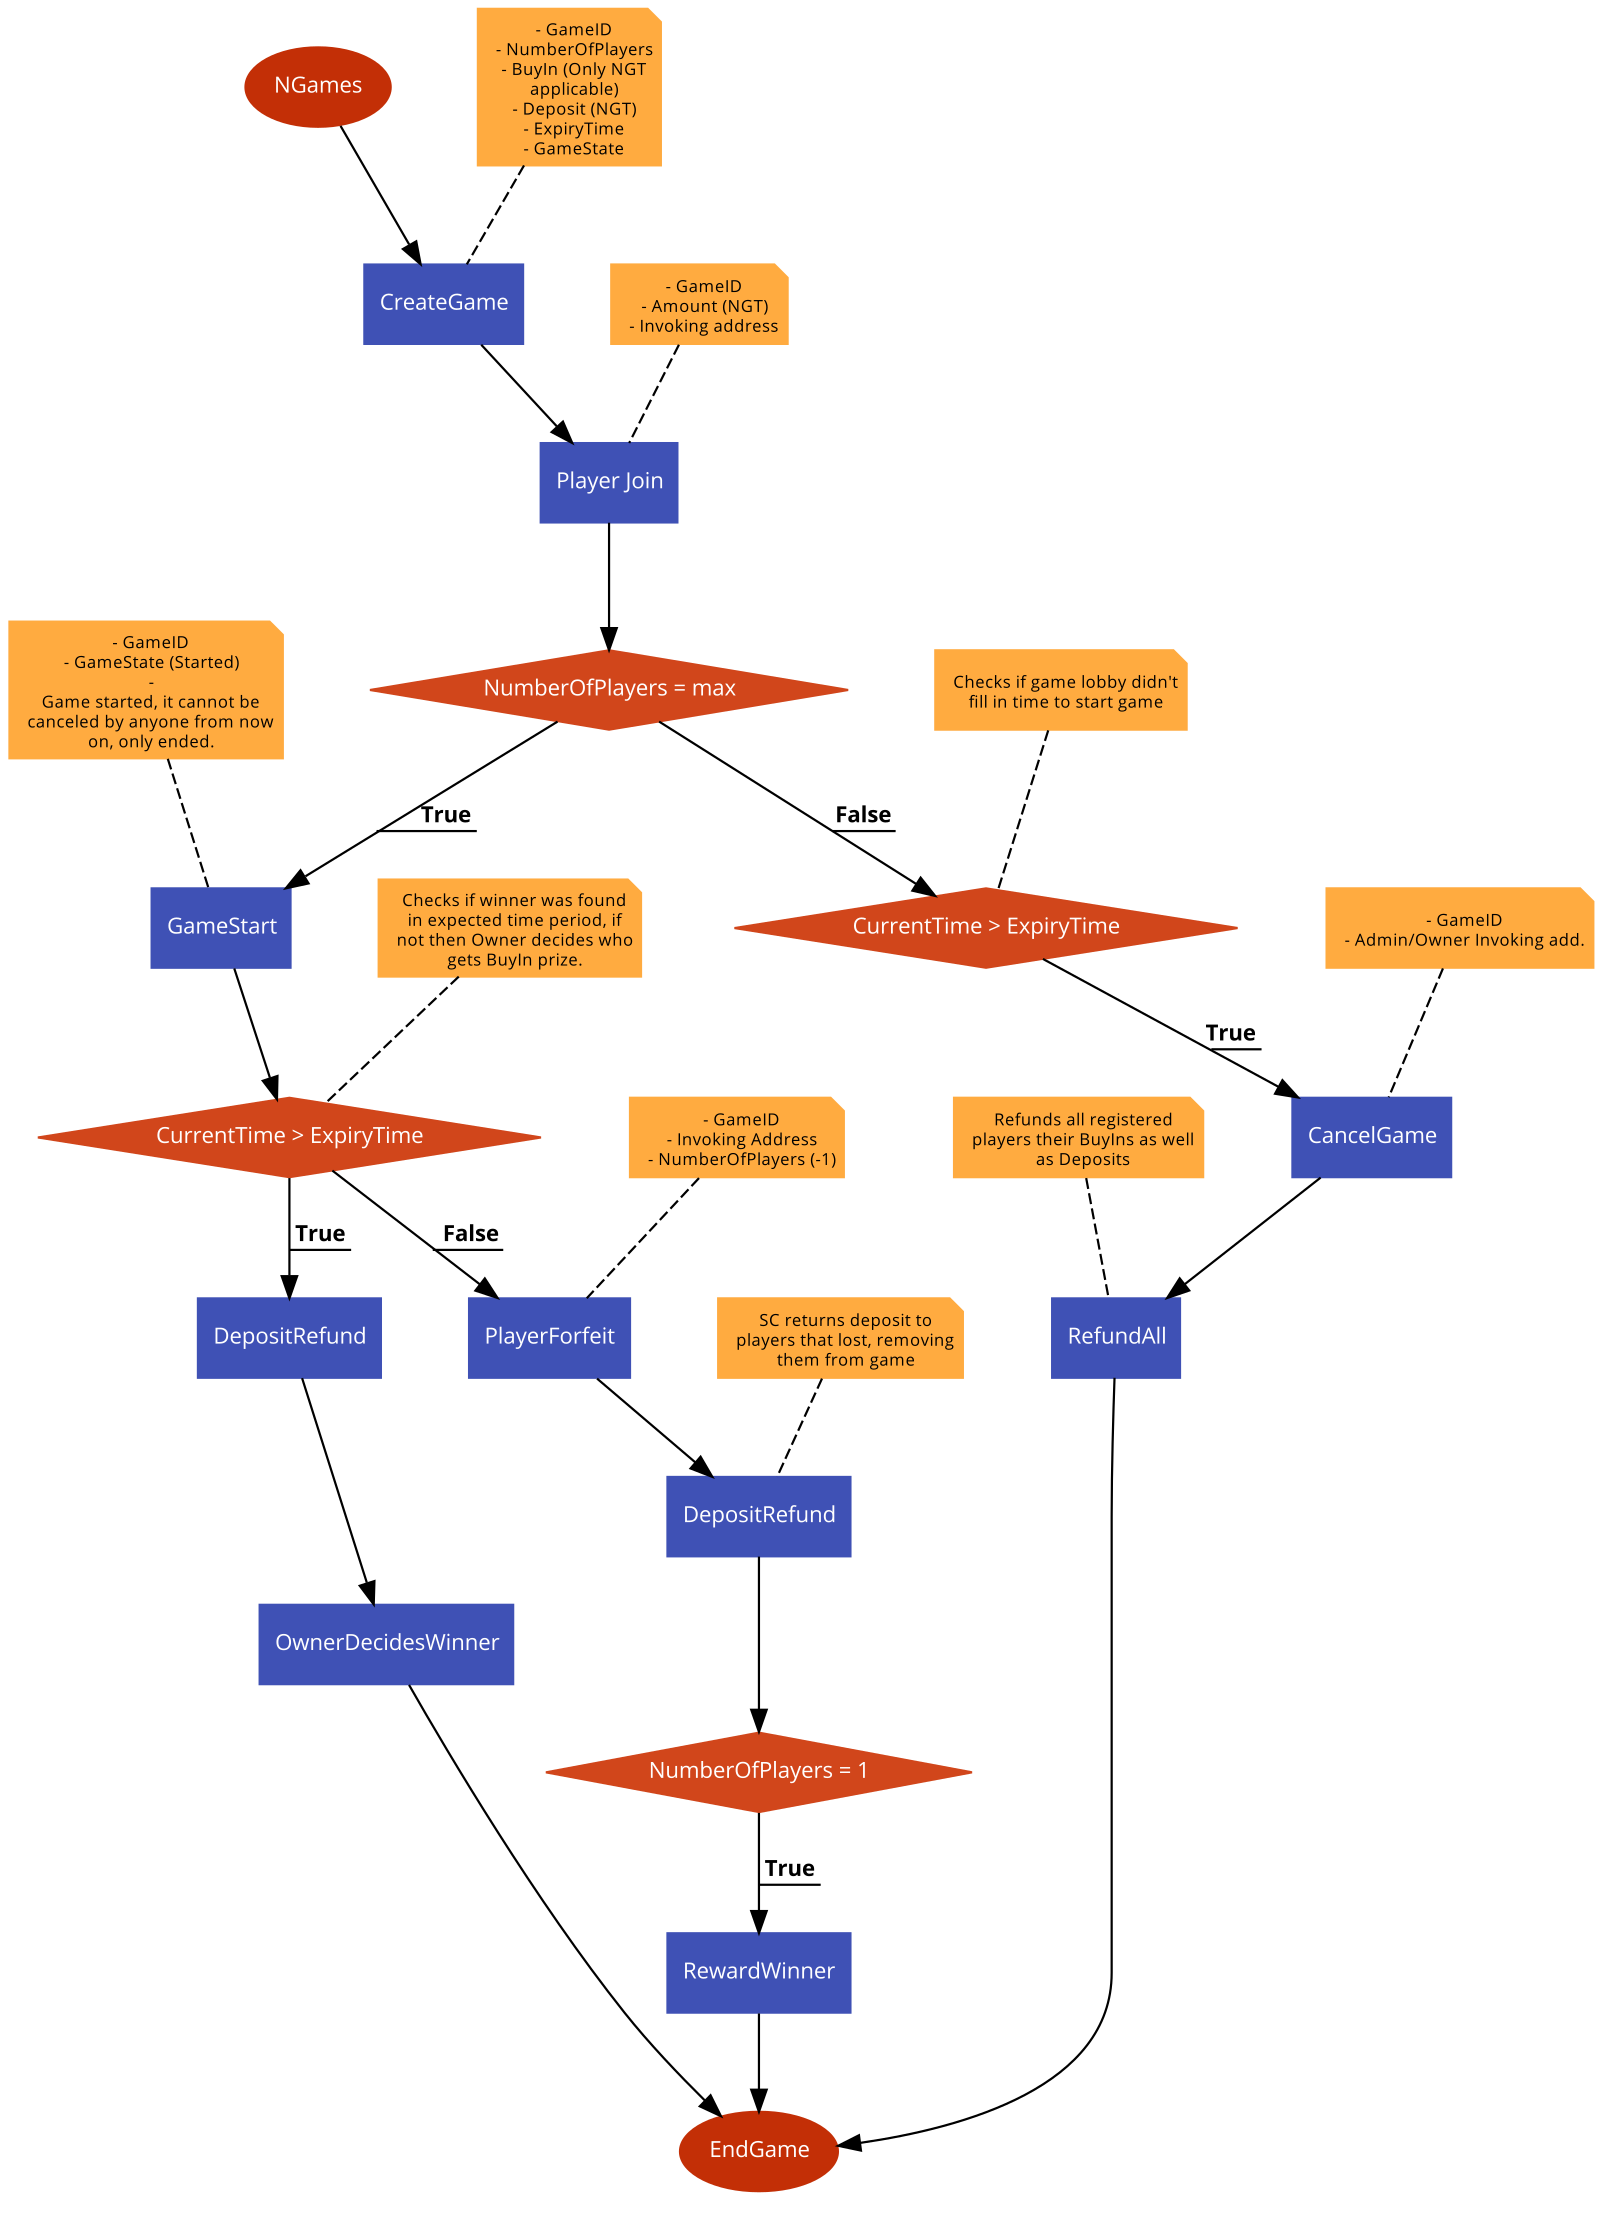 NGames
- GameID
- NumberOfPlayers
- BuyIn (Only NGT
applicable)
- Deposit (NGT)
- ExpiryTime
- GameState
CreateGame
- GameID
- Amount (NGT)
- Invoking address
Player Join
- GameID
- GameState (Started)
-
Game started, it cannot be
canceled by anyone from now
on, only ended.
NumberOfPlayers = max
Checks if game lobby didn't
fill in time to start game
True
False
GameStart
Checks if winner was found
in expected time period, if
not then Owner decides who
gets BuyIn prize.
CurrentTime > ExpiryTime
- GameID
- Admin/Owner Invoking add.
True
CurrentTime > ExpiryTime
- GameID
- Invoking Address
- NumberOfPlayers (-1)
Refunds all registered
players their BuyIns as well
as Deposits
CancelGame
True
False
DepositRefund
PlayerForfeit
SC returns deposit to
players that lost, removing
them from game
RefundAll
DepositRefund
OwnerDecidesWinner
NumberOfPlayers = 1
True
RewardWinner
EndGame